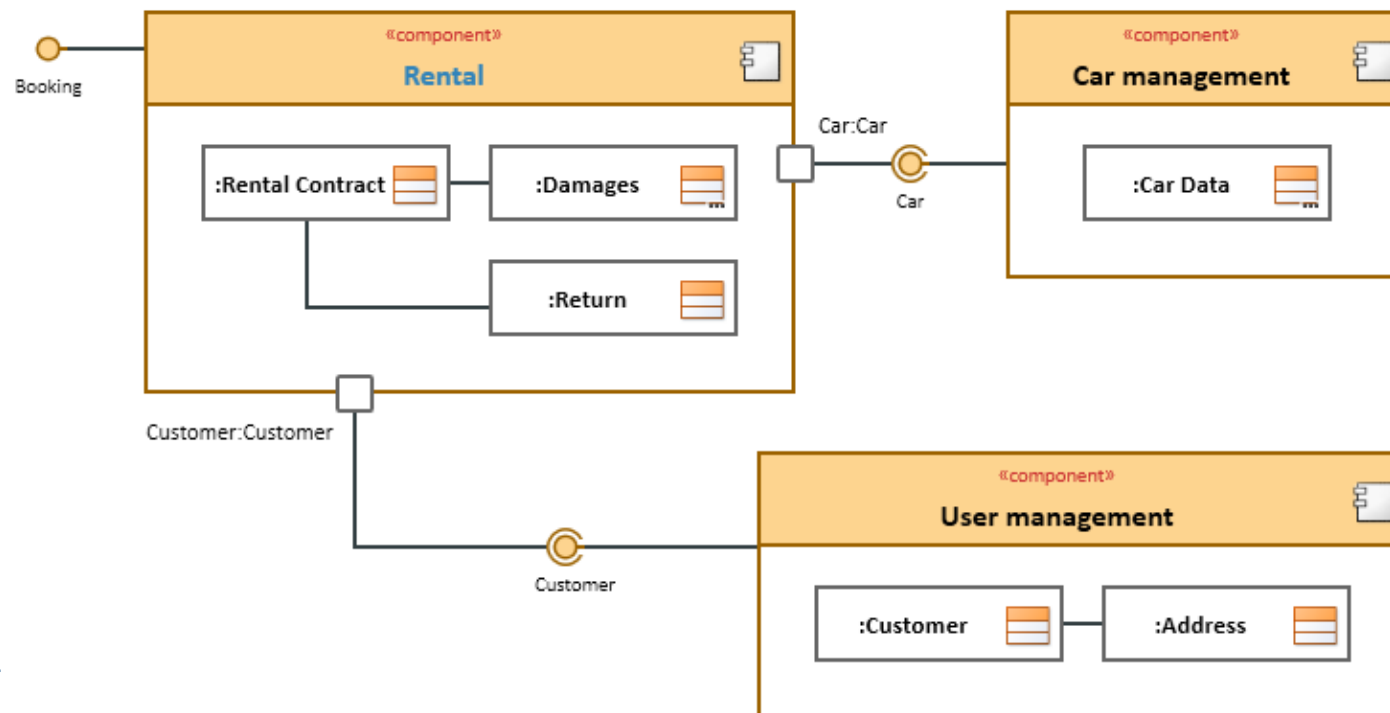 «component»
Rental
Booking
:Rental Contract
:Damages
:Return
Car:Car
Car
«component»
Car management
:Car Data
Customer:Customer
Customer
«component»
User management
:Customer
:Address